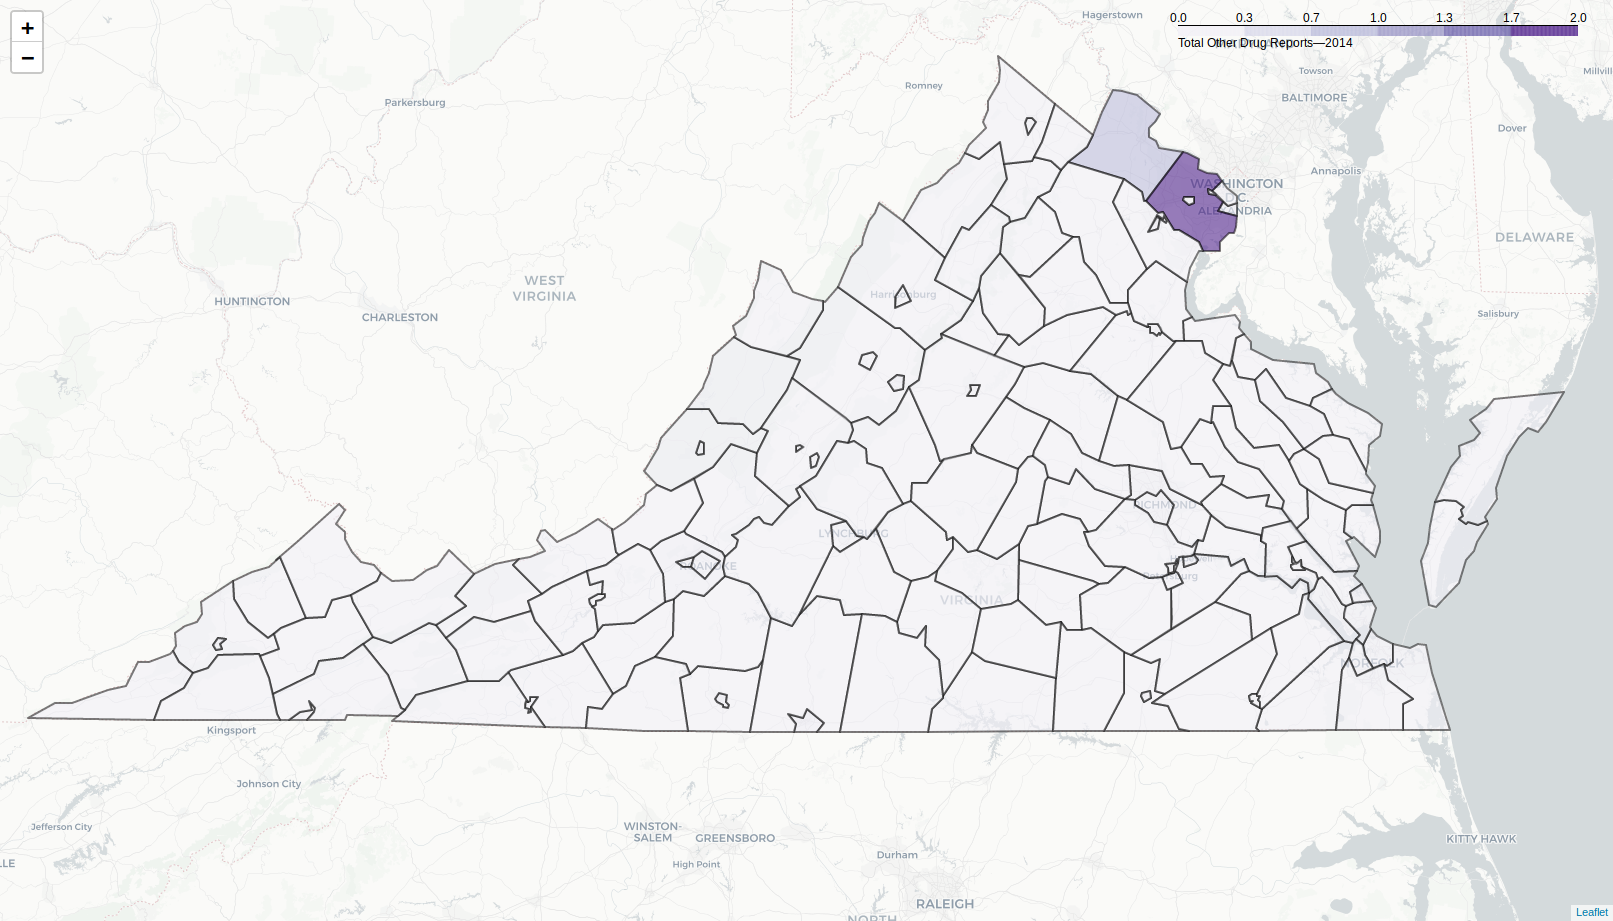 +
−
Hagerstown
0.0 0.3 0.7 1.0 1.3 1.7 2.0
Total Other Drug Reports—2014
Towson
Millvill
Romney
Parkersburg
BALTIMORE
Dover
Annapolis
WASHINGTON
D.C.
ALEXANDRIA
DELAWARE
WEST
VIRGINIA
HUNTINGTON
CHARLESTON
Harrisonburg
Salisbury
RICHMOND
LYNCHBURG
ROANOKE
Petersburg
VIRGINIA
NORFOLK
Kingsport
Johnson City
Jefferson City
LLE
WINSTON-
SALEM
GREENSBORO
High Point
Durham
KITTY HAWK
RALEIGH
NORTH
Leaflet